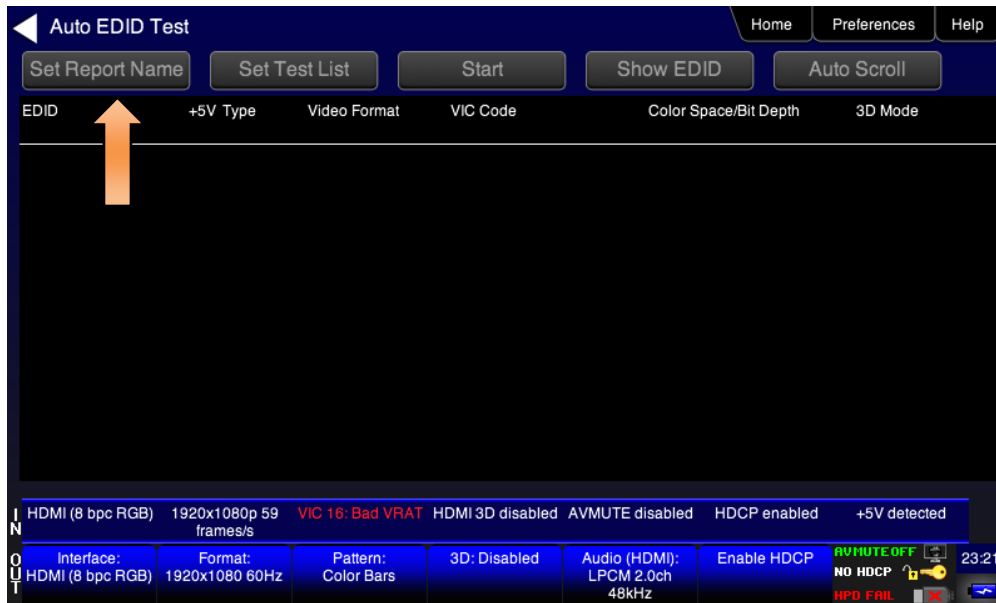 Auto EDID Test
Home
Preferences
Help
Set Report Name
Set Test List
Start
Show EDID
Auto Scroll
EDID
+5V Type
Video Format
VIC Code
Color Space/Bit Depth
3D Mode
IN
HDMI (8 bpc RGB)
1920x1080p 59
frames/s
VIC 16: Bad VRAT
HDMI 3D disabled
AVMUTE disabled
HDCP enabled
+5V detected
OUT
Interface:
HDMI (8 bpc RGB)
Format:
1920x1080 60Hz
Pattern:
Color Bars
3D: Disabled
Audio (HDMI):
LPCM 2.0ch
48kHz
Enable HDCP
AVMUTEOFF
NO HDCP
HPD FAIL
23:21